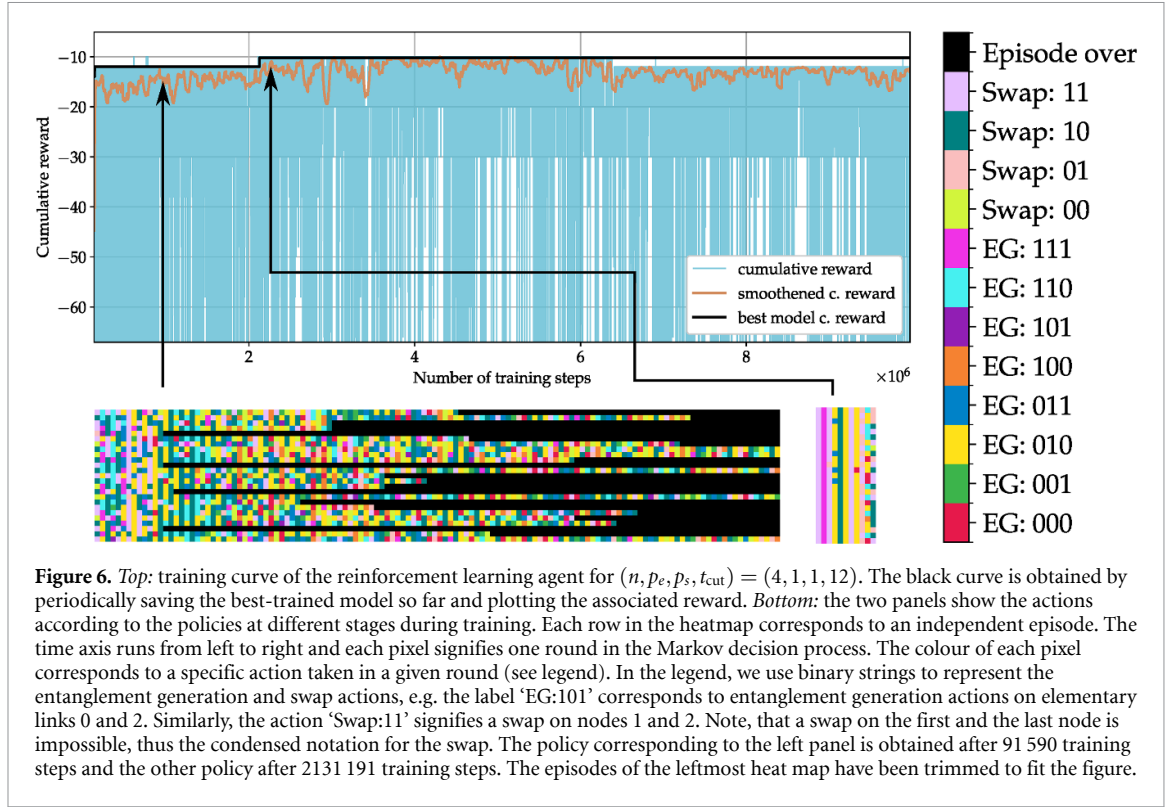 −10
−20
−30
−40
−50
−60
Cumulative reward
cumulative reward
smoothened c. reward
best model c. reward
2
4
6
8
Number of training steps
×10⁶
Episode over
Swap: 11
Swap: 10
Swap: 01
Swap: 00
EG: 111
EG: 110
EG: 101
EG: 100
EG: 011
EG: 010
EG: 001
EG: 000
Figure 6. Top: training curve of the reinforcement learning agent for (n, pₑ, pₛ, t_cut) = (4, 1, 1, 12). The black curve is obtained by
periodically saving the best-trained model so far and plotting the associated reward. Bottom: the two panels show the actions
according to the policies at different stages during training. Each row in the heatmap corresponds to an independent episode. The
time axis runs from left to right and each pixel signifies one round in the Markov decision process. The colour of each pixel
corresponds to a specific action taken in a given round (see legend). In the legend, we use binary strings to represent the
entanglement generation and swap actions, e.g. the label ‘EG:101’ corresponds to entanglement generation actions on elementary
links 0 and 2. Similarly, the action ‘Swap:11’ signifies a swap on nodes 1 and 2. Note, that a swap on the first and the last node is
impossible, thus the condensed notation for the swap. The policy corresponding to the left panel is obtained after 91 590 training
steps and the other policy after 2131 191 training steps. The episodes of the leftmost heat map have been trimmed to fit the figure.